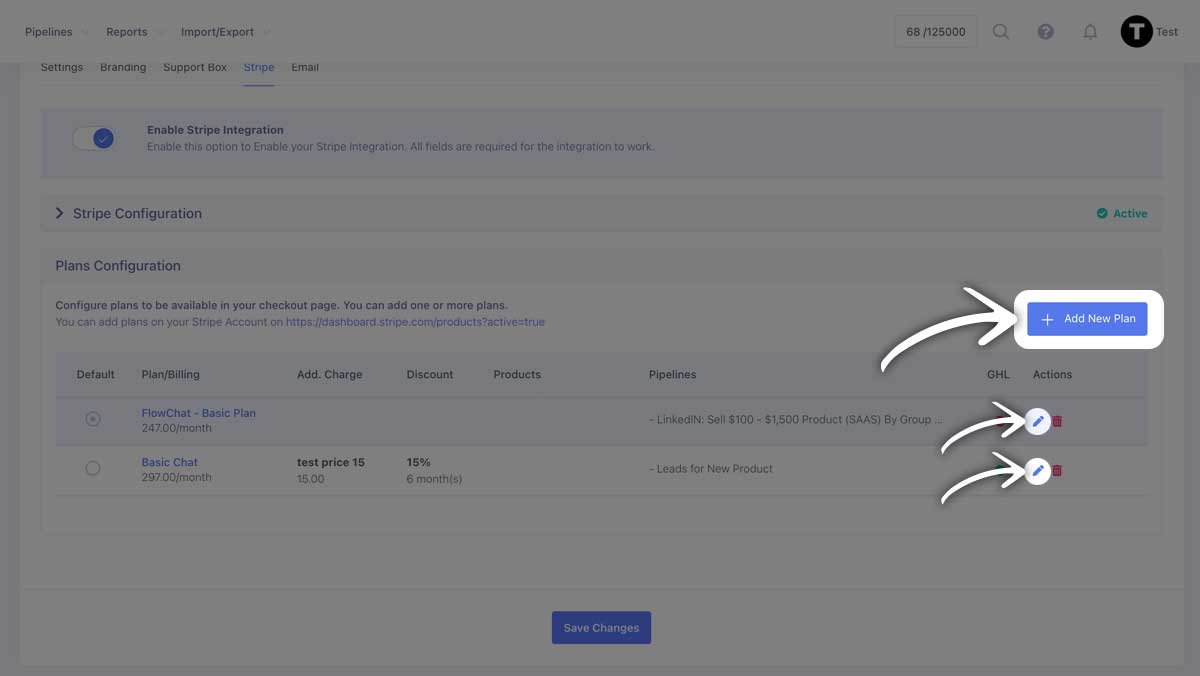 Pipelines Reports Import/Export 68 /125000 ? T Test
Settings Branding Support Box Stripe Email
Enable Stripe Integration
Enable this option to Enable your Stripe Integration. All fields are required for the integration to work.
Stripe Configuration Active
Plans Configuration
Configure plans to be available in your checkout page. You can add one or more plans.
You can add plans on your Stripe Account on https://dashboard.stripe.com/products?active=true
+ Add New Plan
Default Plan/Billing Add. Charge Discount Products Pipelines GHL Actions
FlowChat - Basic Plan
247.00/month
- LinkedIN: Sell $100 - $1,500 Product (SAAS) By Group ...
Basic Chat test price 15 15%
297.00/month 15.00 6 month(s)
- Leads for New Product
Save Changes